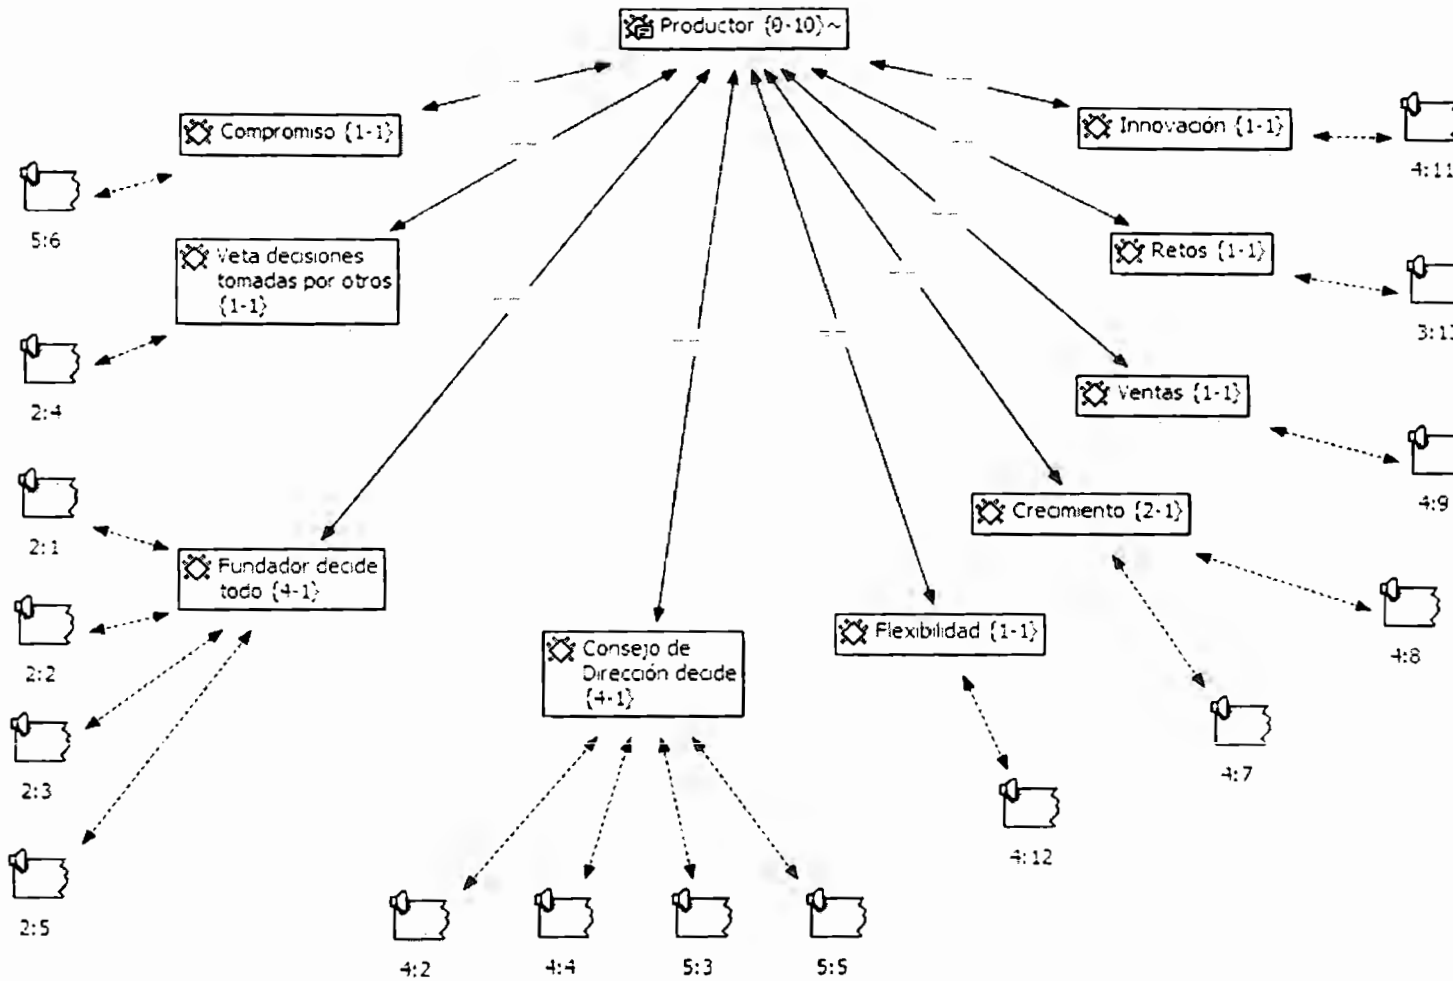 Productor {0-10}~
Compromiso {1-1}
Innovación {1-1}
4:11
5:6
Veta decisiones
tomadas por otros
{1-1}
Retos {1-1}
2:4
Ventas {1-1}
4:9
2:1
Crecimiento {2-1}
Fundador decide
todo {4-1}
2:2
Consejo de
Dirección decide
{4-1}
Flexibilidad {1-1}
4:8
2:3
4:7
4:12
2:5
4:2
4:4
5:3
5:5